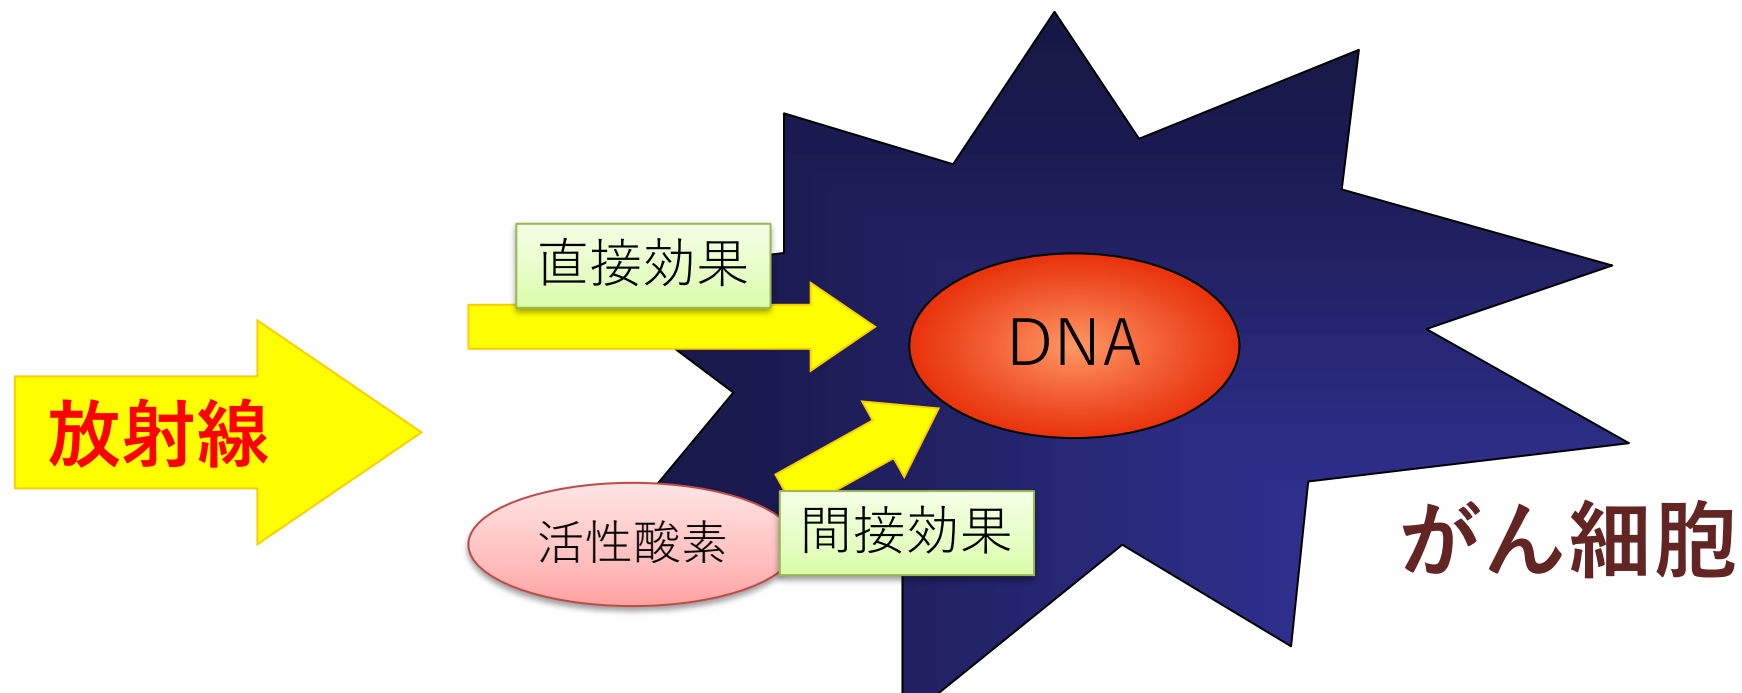 直接効果
DNA
放射線
活性酸素
間接効果
がん細胞